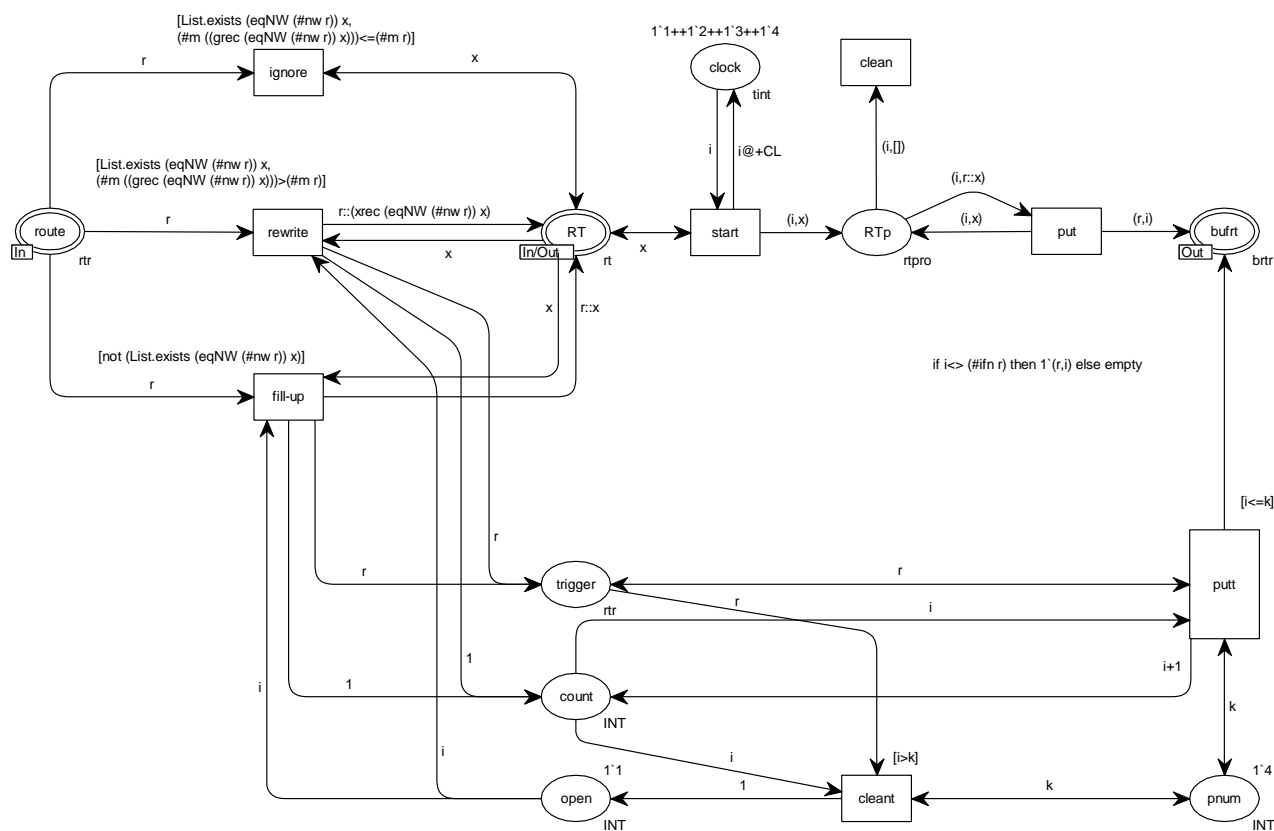 [List.exists (eqNW (#nw r)) x,
(#m ((grec (eqNW (#nw r)) x)))<=(#m r)]
1`1++1`2++1`3++1`4
r
ignore
x
clock
clean
tint
i
i@+CL
(i,[])
[List.exists (eqNW (#nw r)) x,
(#m ((grec (eqNW (#nw r)) x)))>(#m r)]
(i,r::x)
route
In
rtr
r
rewrite
r::(xrec (eqNW (#nw r)) x)
x
RT
In/Out
rt
x
start
(i,x)
RTp
rtpro
(i,x)
put
(r,i)
bufrt
Out
brtr
x
r::x
[not (List.exists (eqNW (#nw r)) x)]
if i<> (#ifn r) then 1`(r,i) else empty
r
fill-up
[i<=k]
r
r
trigger
rtr
r
r
putt
i
i+1
1
1
count
INT
i
i
i
k
[i>k]
1`1
open
INT
1
cleant
k
1`4
pnum
INT